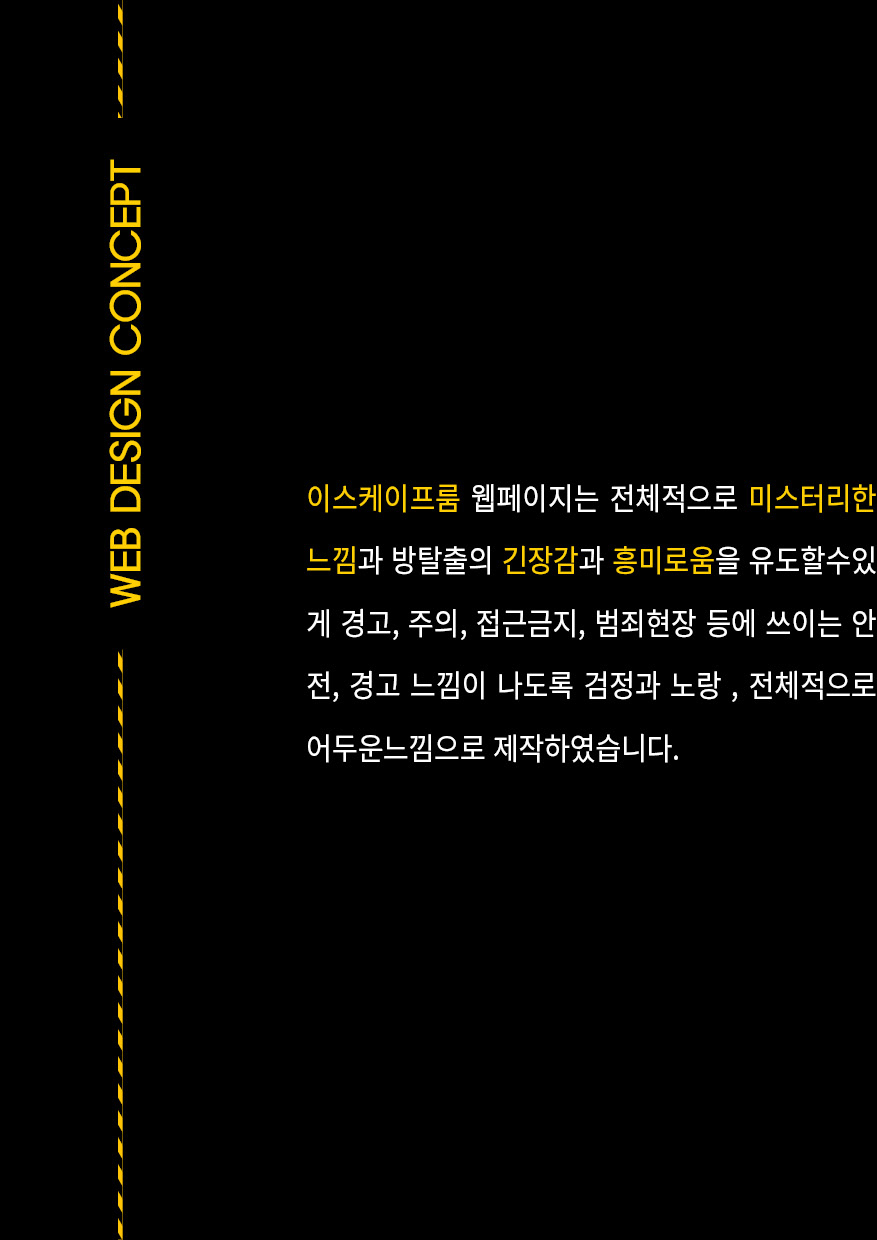 WEB DESIGN CONCEPT
이스케이프룸 웹페이지는 전체적으로 미스터리한
느낌과 방탈출의 긴장감과 흥미로움을 유도할수있
게 경고, 주의, 접근금지, 범죄현장 등에 쓰이는 안
전, 경고 느낌이 나도록 검정과 노랑 , 전체적으로
어두운느낌으로 제작하였습니다.